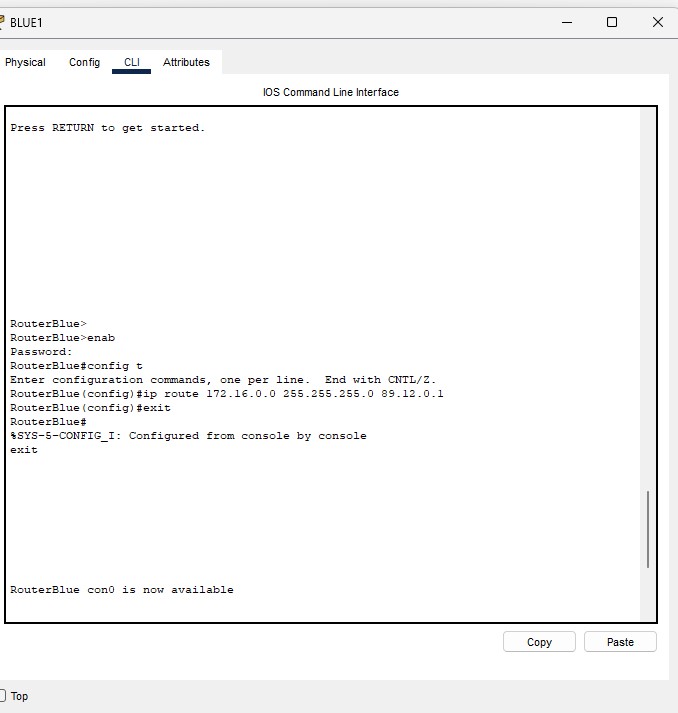 BLUE1
Physical Config CLI Attributes
IOS Command Line Interface
Press RETURN to get started.
RouterBlue>
RouterBlue>enab
Password:
RouterBlue#config t
Enter configuration commands, one per line.  End with CNTL/Z.
RouterBlue(config)#ip route 172.16.0.0 255.255.255.0 89.12.0.1
RouterBlue(config)#exit
RouterBlue#
%SYS-5-CONFIG_I: Configured from console by console
exit
RouterBlue con0 is now available
Copy Paste
Top